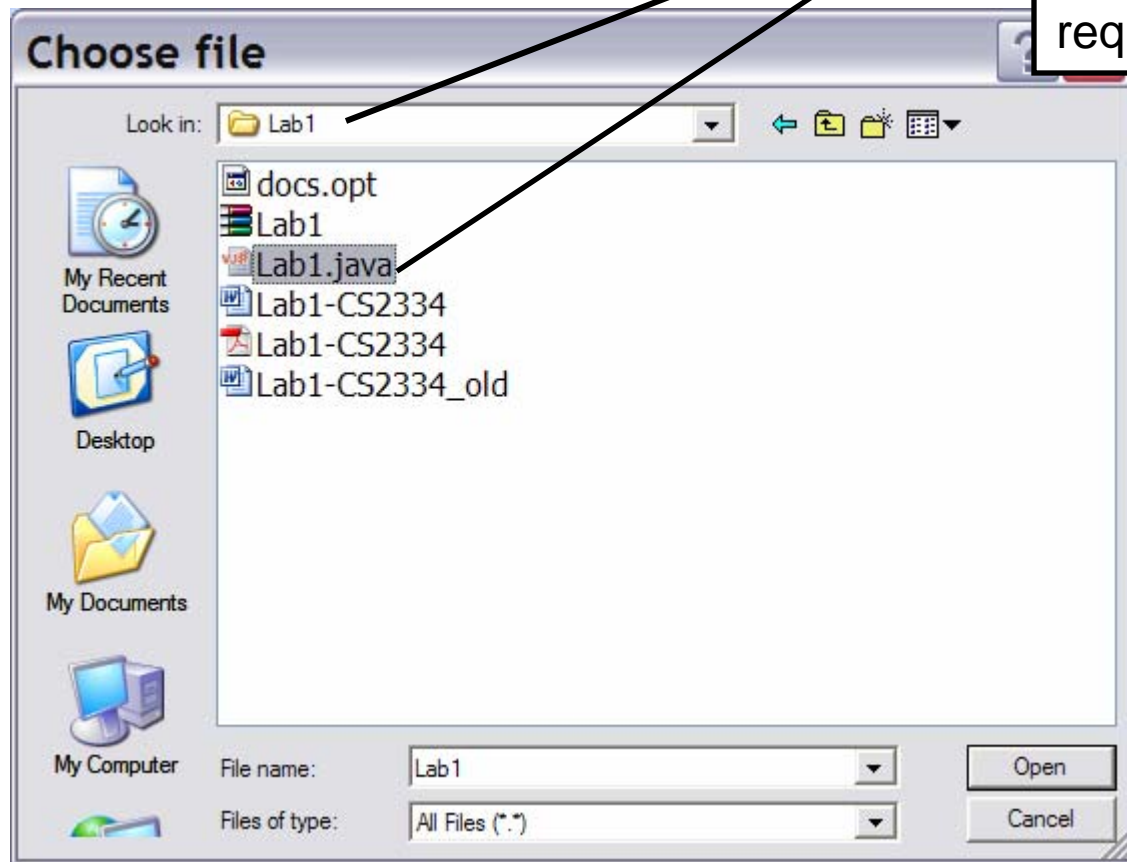 req
Choose file
?
Look in:
Lab1
docs.opt
Lab1
Lab1.java
Lab1-CS2334
Lab1-CS2334
Lab1-CS2334_old
My Recent
Documents
Desktop
My Documents
My Computer
File name:
Lab1
Open
Files of type:
All Files (*.*)
Cancel